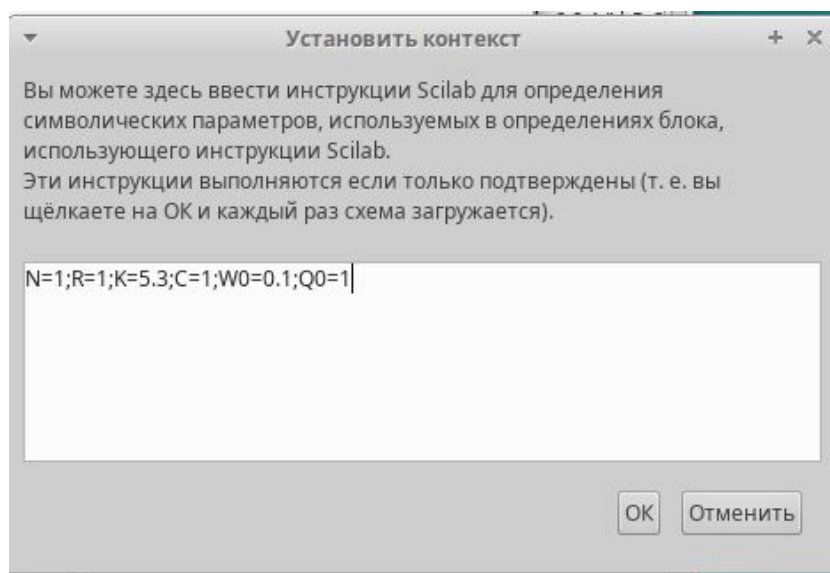 Установить контекст
Вы можете здесь ввести инструкции Scilab для определения
символических параметров, используемых в определениях блока,
использующего инструкции Scilab.
Эти инструкции выполняются если только подтверждены (т. е. вы
щёлкаете на ОК и каждый раз схема загружается).
N=1;R=1;K=5.3;C=1;W0=0.1;Q0=1
ОК
Отменить